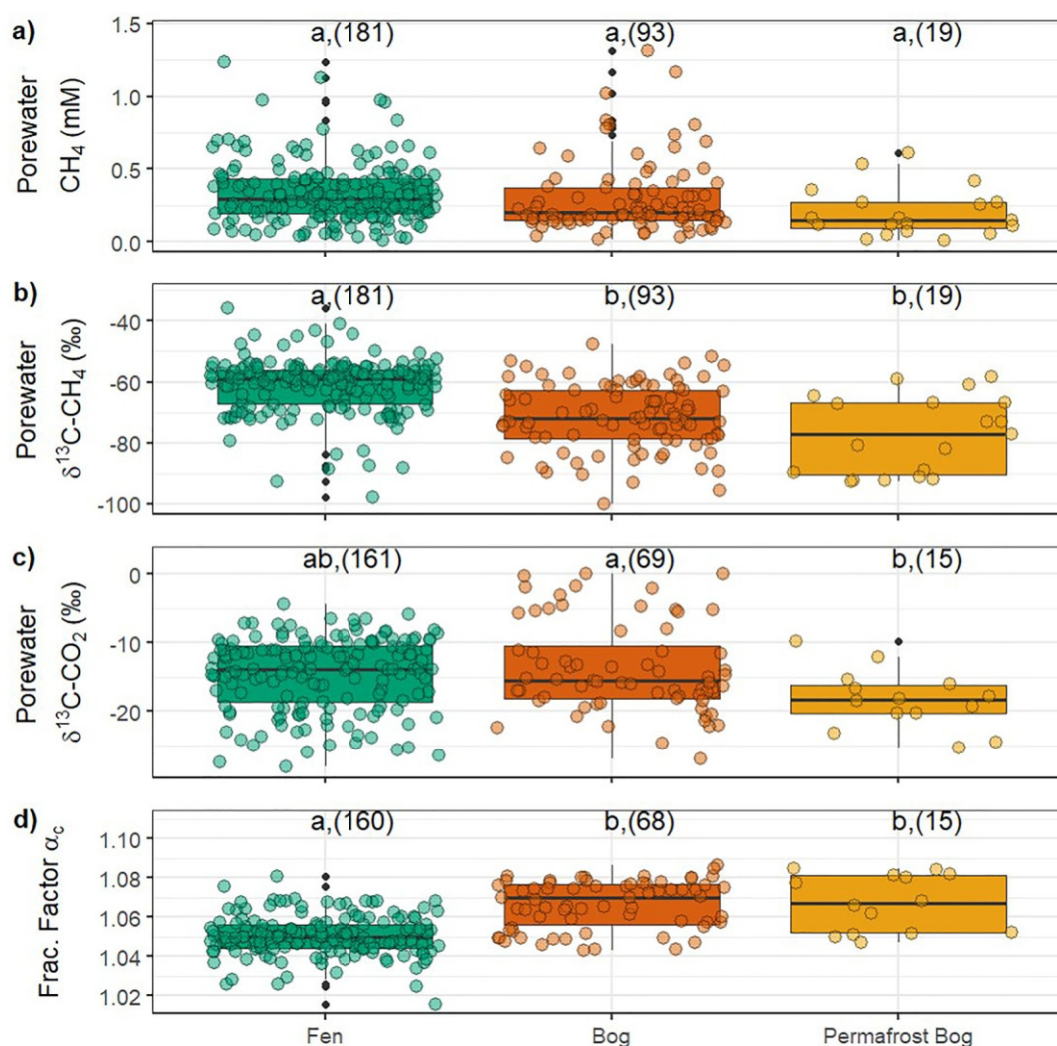 a)
Porewater
CH₄ (mM)
1.5
1.0
0.5
0.0
a,(181)
a,(93)
a,(19)
b)
Porewater
δ¹³C-CH₄ (‰)
-40
-60
-80
-100
a,(181)
b,(93)
b,(19)
c)
Porewater
δ¹³C-CO₂ (‰)
0
-10
-20
ab,(161)
a,(69)
b,(15)
d)
Frac. Factor α꜀
1.10
1.08
1.06
1.04
1.02
a,(160)
b,(68)
b,(15)
Fen
Bog
Permafrost Bog